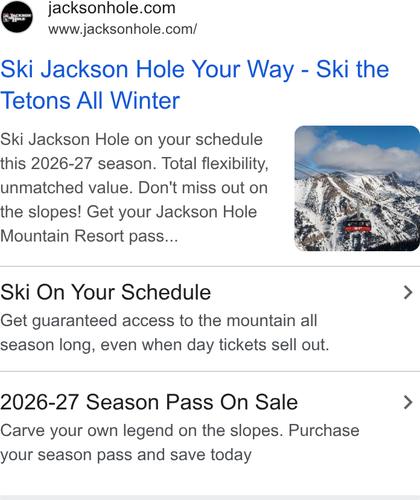 jacksonhole.com
www.jacksonhole.com/
Ski Jackson Hole Your Way - Ski the
Tetons All Winter
Ski Jackson Hole on your schedule
this 2026-27 season. Total flexibility,
unmatched value. Don't miss out on
the slopes! Get your Jackson Hole
Mountain Resort pass...
Ski On Your Schedule
Get guaranteed access to the mountain all
season long, even when day tickets sell out.
2026-27 Season Pass On Sale
Carve your own legend on the slopes. Purchase
your season pass and save today